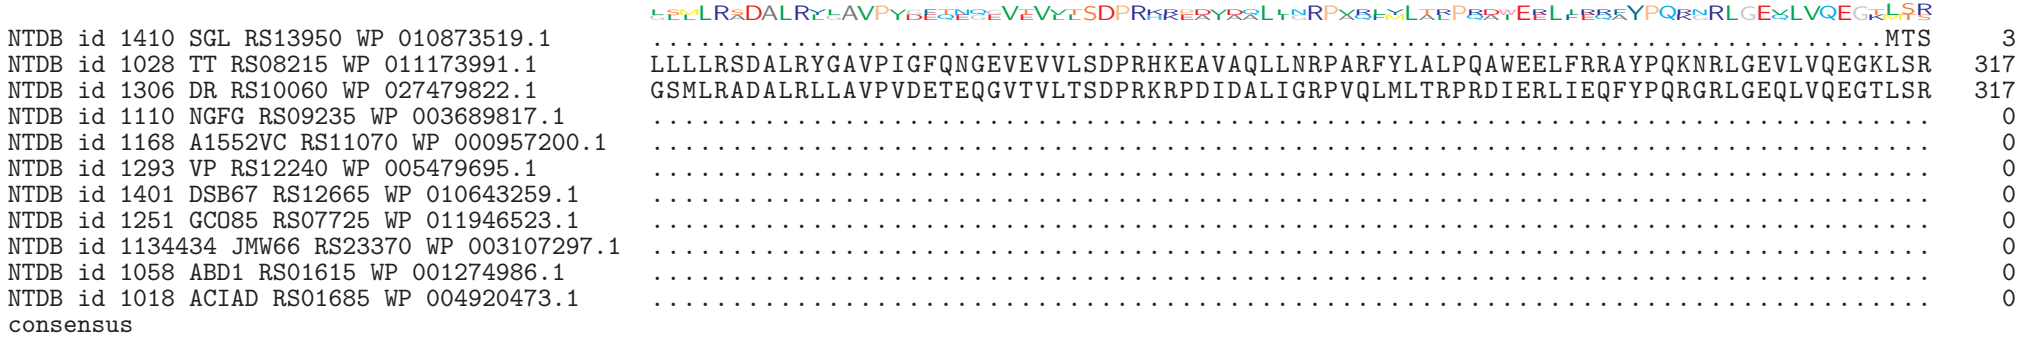 NTDB id 1410 SGL RS13950 WP 010873519.1 .............................................................................MTS 3
NTDB id 1028 TT RS08215 WP 011173991.1 LLLLRSDALRYGAVPIGFQNGEVEVVLSDPRHKEAVAQLLNRPARFYLALPQAWEELFRRAYPQKNRLGEVLVQEGKLSR 317
NTDB id 1306 DR RS10060 WP 027479822.1 GSMLRADALRLLAVPVDETEQGVTVLTSDPRKRPDIDALIGRPVQLMLTRPRDIERLIEQFYPQRGRLGEQLVQEGTLSR 317
NTDB id 1110 NGFG RS09235 WP 003689817.1 ................................................................................ 0
NTDB id 1168 A1552VC RS11070 WP 000957200.1 ................................................................................ 0
NTDB id 1293 VP RS12240 WP 005479695.1 ................................................................................ 0
NTDB id 1401 DSB67 RS12665 WP 010643259.1 ................................................................................ 0
NTDB id 1251 GCO85 RS07725 WP 011946523.1 ................................................................................ 0
NTDB id 1134434 JMW66 RS23370 WP 003107297.1 ................................................................................ 0
NTDB id 1058 ABD1 RS01615 WP 001274986.1 ................................................................................ 0
NTDB id 1018 ACIAD RS01685 WP 004920473.1 ................................................................................ 0
consensus